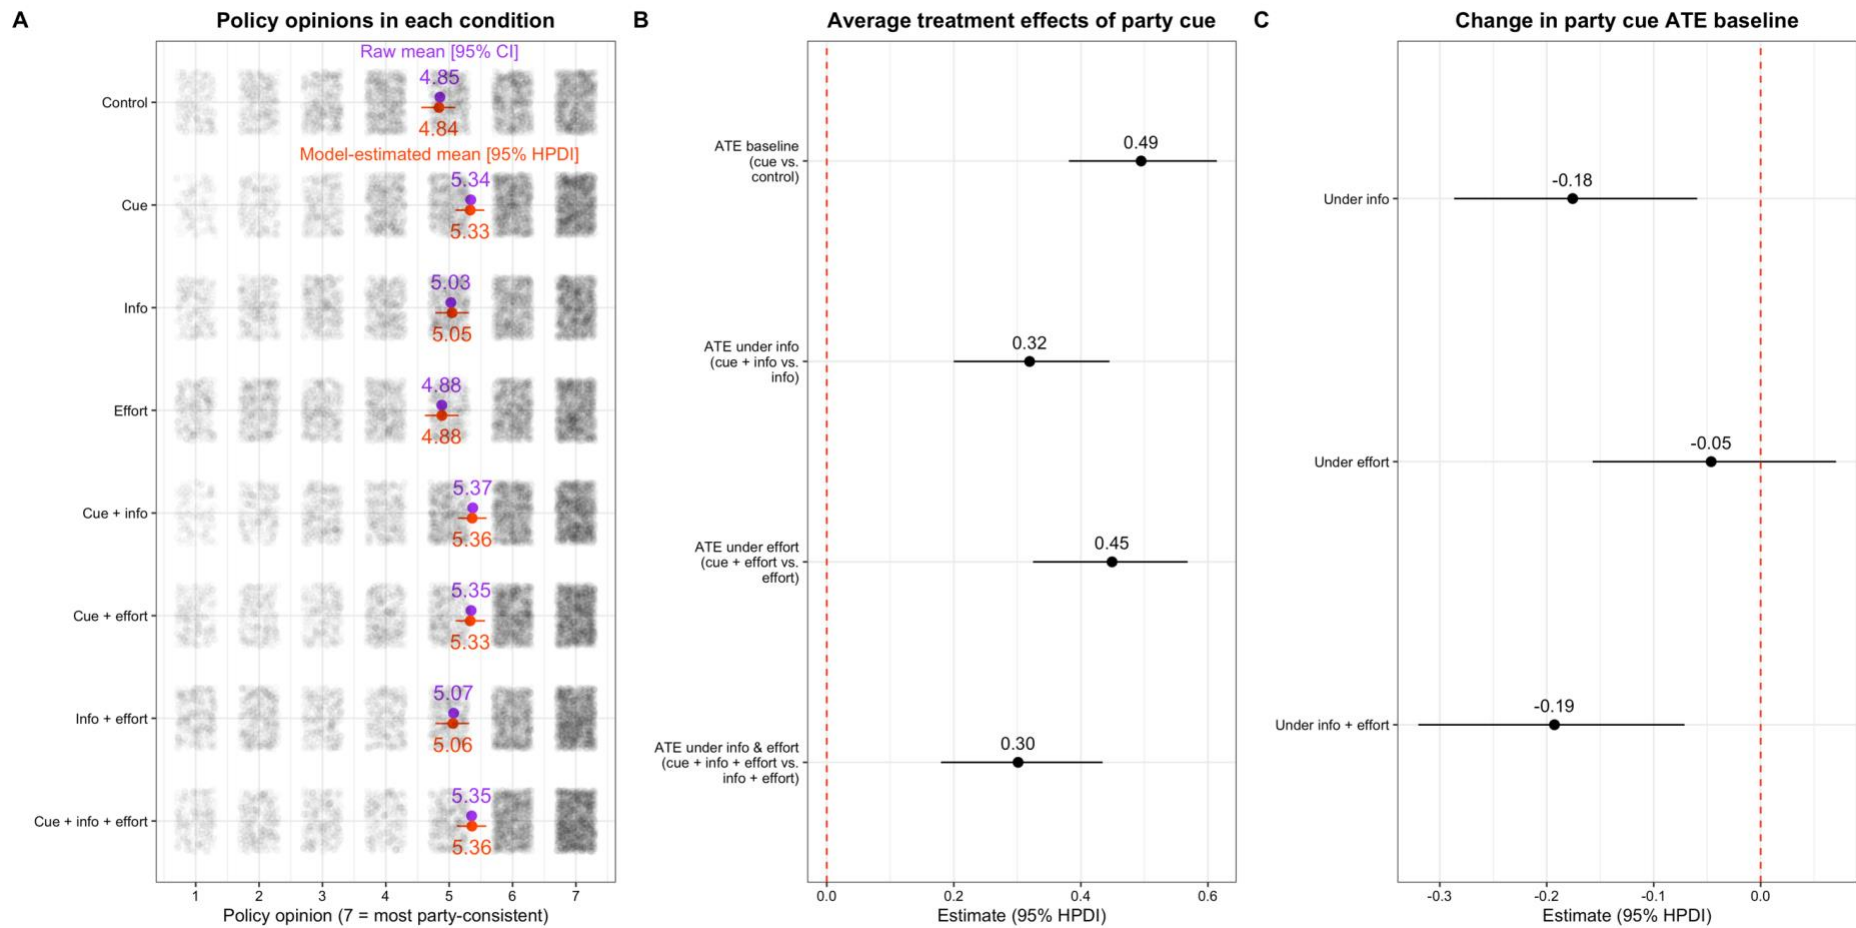 A
Policy opinions in each condition
Raw mean [95% CI]
Control
4.85
4.84
Model-estimated mean [95% HPDI]
Cue
5.34
5.33
Info
5.03
5.05
Effort
4.88
4.88
Cue + info
5.37
5.36
Cue + effort
5.35
5.33
Info + effort
5.07
5.06
Cue + info + effort
5.35
5.36
1 2 3 4 5 6 7
Policy opinion (7 = most party-consistent)
B
Average treatment effects of party cue
ATE baseline
(cue vs.
control)
0.49
ATE under info
(cue + info vs.
info)
0.32
ATE under effort
(cue + effort vs.
effort)
0.45
ATE under info & effort
(cue + info + effort vs.
info + effort)
0.30
0.0 0.2 0.4 0.6
Estimate (95% HPDI)
C
Change in party cue ATE baseline
Under info
-0.18
Under effort
-0.05
Under info + effort
-0.19
-0.3 -0.2 -0.1 0.0
Estimate (95% HPDI)